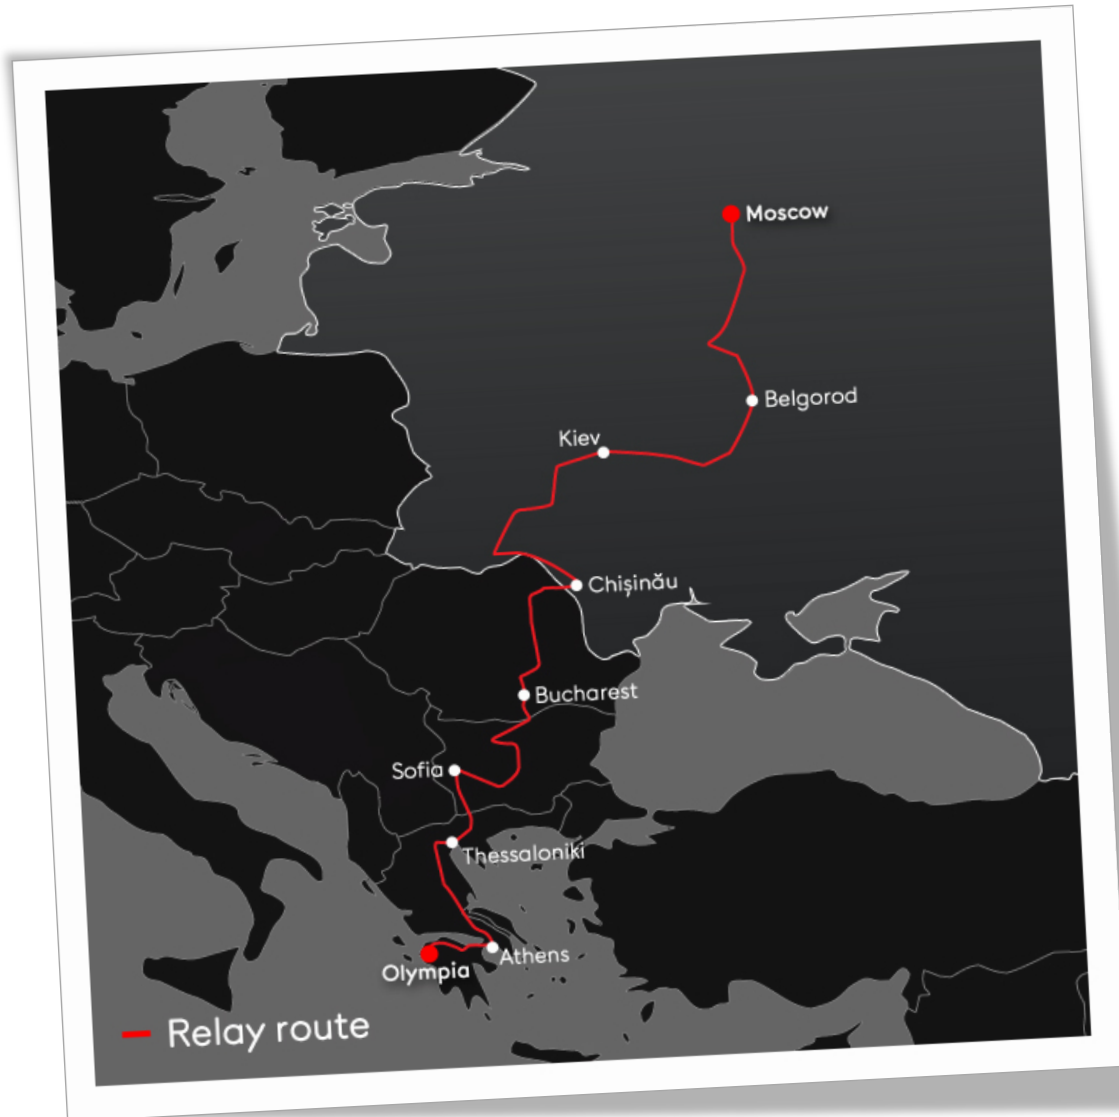 Moscow
Belgorod
Kiev
Chișinău
Bucharest
Sofia
Thessaloniki
Athens
Olympia
Relay route